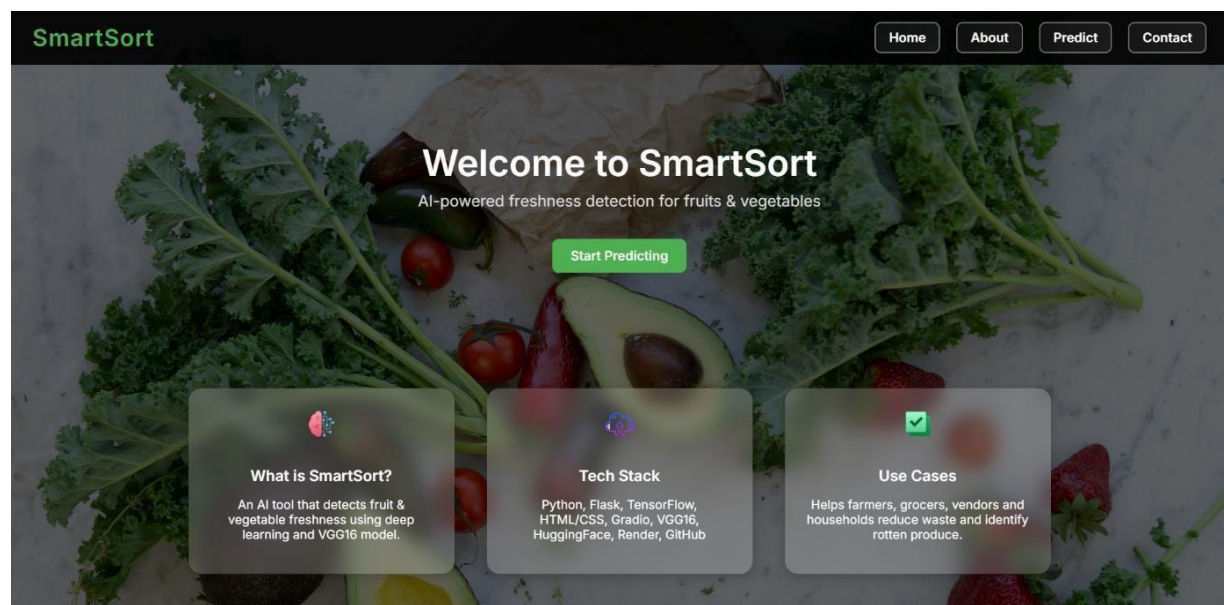 SmartSort
Home
About
Predict
Contact
Welcome to SmartSort
AI-powered freshness detection for fruits & vegetables
Start Predicting
What is SmartSort?
An AI tool that detects fruit &
vegetable freshness using deep
learning and VGG16 model.
Tech Stack
Python, Flask, TensorFlow,
HTML/CSS, Gradio, VGG16,
HuggingFace, Render, GitHub
Use Cases
Helps farmers, grocers, vendors and
households reduce waste and identify
rotten produce.